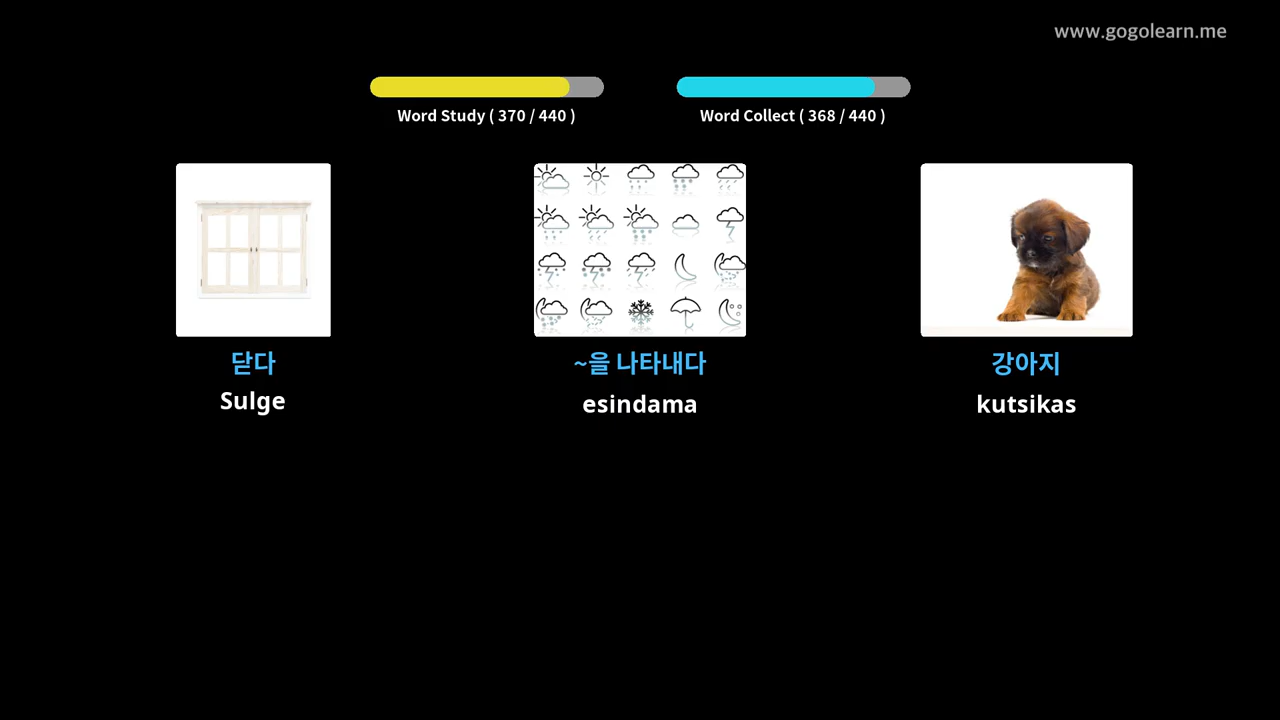 www.gogolearn.me
Word Study ( 370 / 440 )
Word Collect ( 368 / 440 )
닫다
Sulge
~을 나타내다
esindama
강아지
kutsikas